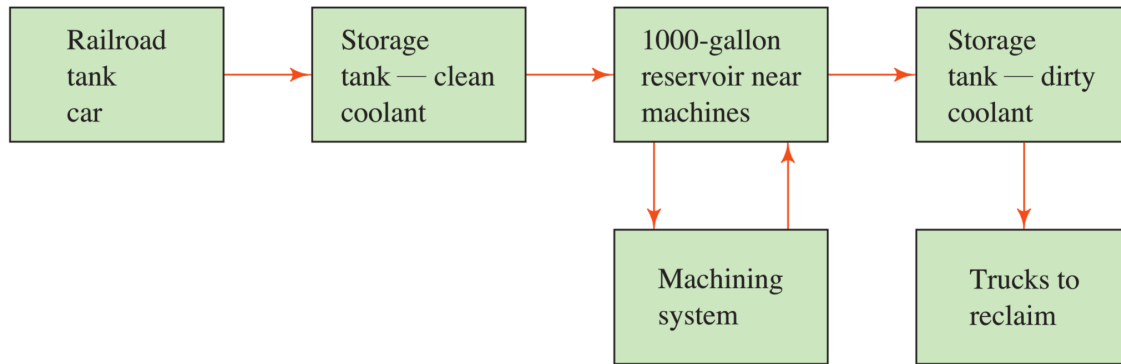 Railroad
tank
car
Storage
tank — clean
coolant
1000-gallon
reservoir near
machines
Storage
tank — dirty
coolant
Machining
system
Trucks to
reclaim